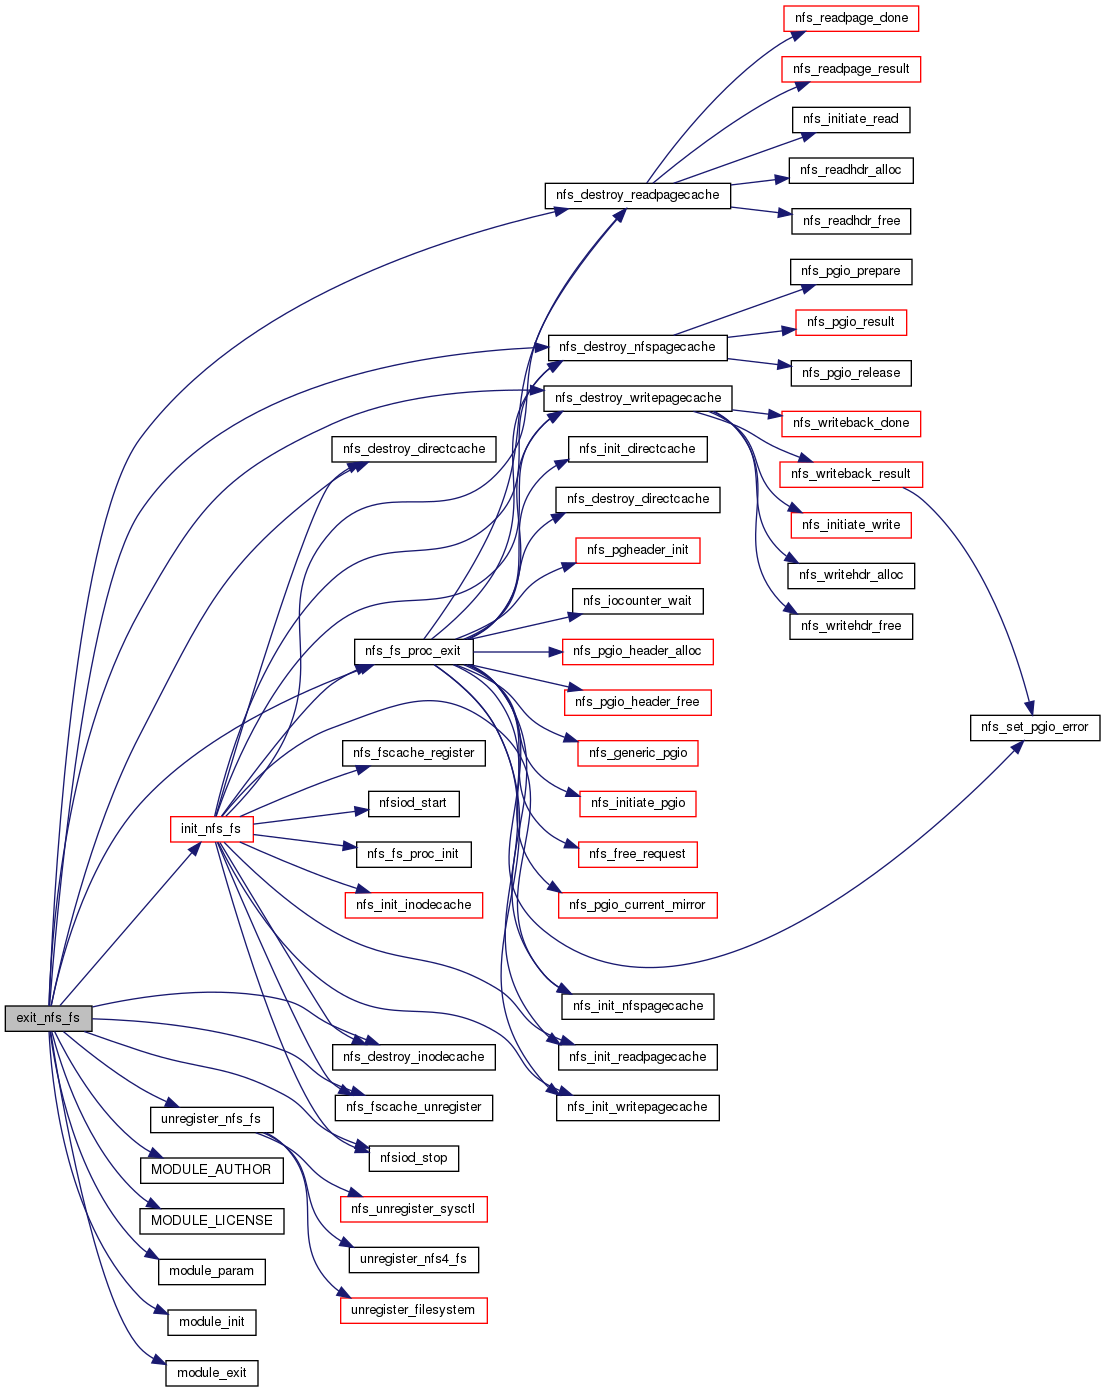 nfs_readpage_done
nfs_readpage_result
nfs_initiate_read
nfs_readhdr_alloc
nfs_destroy_readpagecache
nfs_readhdr_free
nfs_pgio_prepare
nfs_pgio_result
nfs_destroy_nfspagecache
nfs_pgio_release
nfs_destroy_writepagecache
nfs_writeback_done
nfs_destroy_directcache
nfs_init_directcache
nfs_writeback_result
nfs_destroy_directcache
nfs_initiate_write
nfs_pgheader_init
nfs_writehdr_alloc
nfs_iocounter_wait
nfs_writehdr_free
nfs_fs_proc_exit
nfs_pgio_header_alloc
nfs_pgio_header_free
nfs_set_pgio_error
nfs_fscache_register
nfs_generic_pgio
nfsiod_start
nfs_initiate_pgio
init_nfs_fs
nfs_fs_proc_init
nfs_free_request
nfs_init_inodecache
nfs_pgio_current_mirror
nfs_init_nfspagecache
exit_nfs_fs
nfs_destroy_inodecache
nfs_init_readpagecache
nfs_fscache_unregister
nfs_init_writepagecache
unregister_nfs_fs
nfsiod_stop
MODULE_AUTHOR
nfs_unregister_sysctl
MODULE_LICENSE
unregister_nfs4_fs
module_param
unregister_filesystem
module_init
module_exit